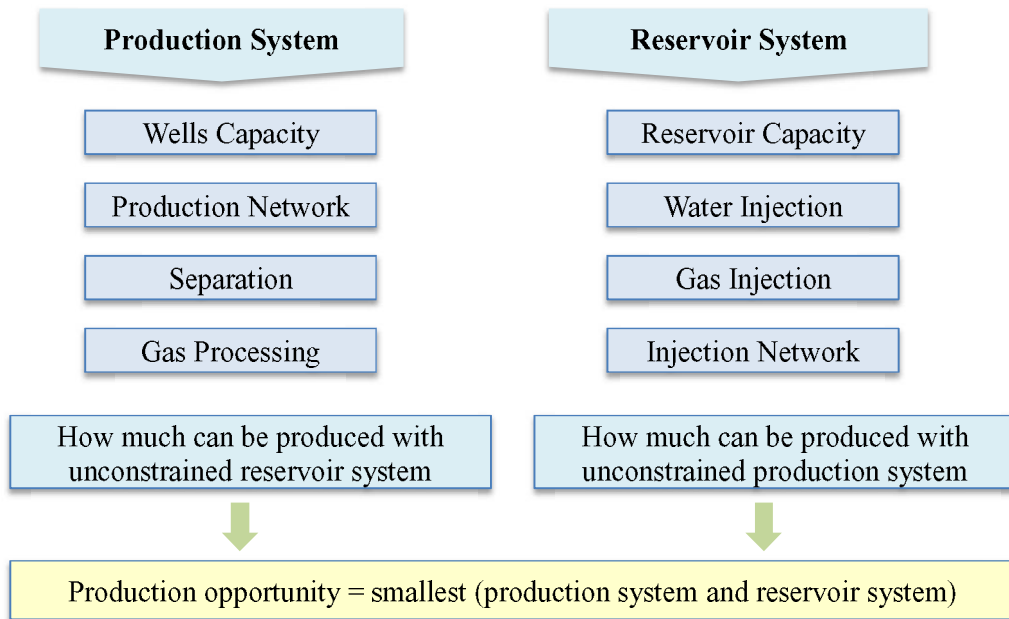 Production System
Wells Capacity
Production Network
Separation
Gas Processing
How much can be produced with
unconstrained reservoir system
Reservoir System
Reservoir Capacity
Water Injection
Gas Injection
Injection Network
How much can be produced with
unconstrained production system
Production opportunity = smallest (production system and reservoir system)